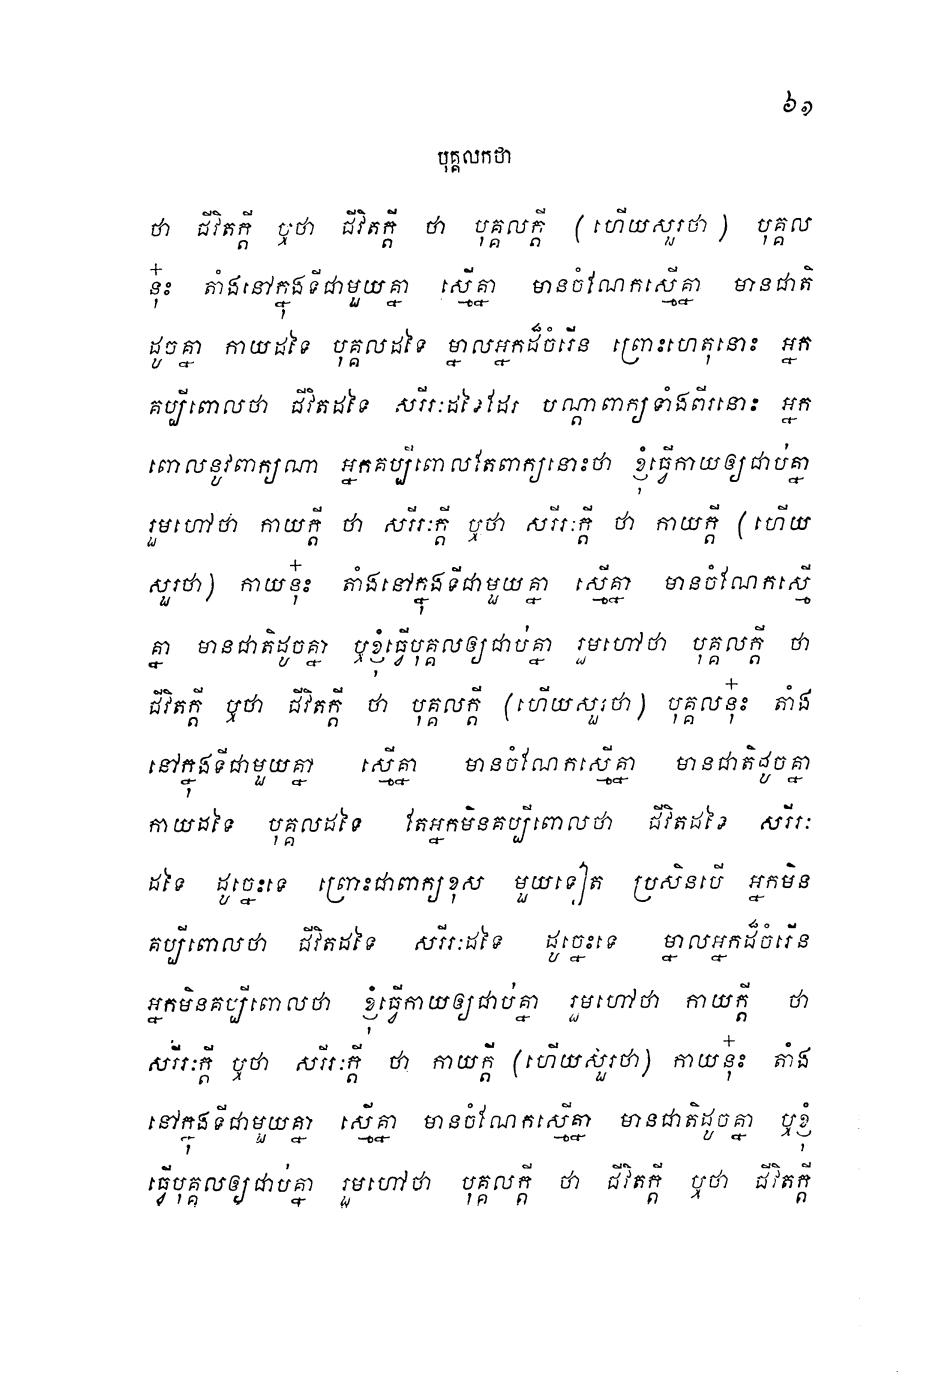 ៦១
បុគ្គលកថា
ថា ជីវិតក្តី ឬថា ជីវិតក្តី ថា បុគ្គលក្តី (ហើយសួរថា) បុគ្គល
នុ៎ះ តាំងនៅក្នុងទីជាមួយគ្នា ស្មើគ្នា មានចំណែកស្មើគ្នា មានជាតិ
ដូចគ្នា កាយដទៃ បុគ្គលដទៃ ម្នាលអ្នកដ៏ចំរើន ព្រោះហេតុនោះ អ្នក
គប្បីពោលថា ជីវិតដទៃ សរីរៈដទៃដែរ បណ្តាពាក្យទាំងពីរនោះ អ្នក
ពោលនូវពាក្យណា អ្នកគប្បីពោលតែពាក្យនោះថា ខ្ញុំធ្វើកាយឲ្យជាប់គ្នា
រួមហៅថា កាយក្តី ថា សរីរៈក្តី ឬថា សរីរៈក្តី ថា កាយក្តី (ហើយ
សួរថា) កាយនុ៎ះ តាំងនៅក្នុងទីជាមួយគ្នា ស្មើគ្នា មានចំណែកស្មើ
គ្នា មានជាតិដូចគ្នា ឬខ្ញុំធ្វើបុគ្គលឲ្យជាប់គ្នា រួមហៅថា បុគ្គលក្តី ថា
ជីវិតក្តី ឬថា ជីវិតក្តី ថា បុគ្គលក្តី (ហើយសួរថា) បុគ្គលនុ៎ះ តាំង
នៅក្នុងទីជាមួយគ្នា ស្មើគ្នា មានចំណែកស្មើគ្នា មានជាតិដូចគ្នា
កាយដទៃ បុគ្គលដទៃ តែអ្នកមិនគប្បីពោលថា ជីវិតដទៃ សរីរៈ
ដទៃ ដូច្នេះទេ ព្រោះជាពាក្យខុស មួយទៀត ប្រសិនបើ អ្នកមិន
គប្បីពោលថា ជីវិតដទៃ សរីរៈដទៃ ដូច្នេះទេ ម្នាលអ្នកដ៏ចំរើន
អ្នកមិនគប្បីពោលថា ខ្ញុំធ្វើកាយឲ្យជាប់គ្នា រួមហៅថា កាយក្តី ថា
សរីរៈក្តី ឬថា សរីរៈក្តី ថា កាយក្តី (ហើយសួរថា) កាយនុ៎ះ តាំង
នៅក្នុងទីជាមួយគ្នា ស្មើគ្នា មានចំណែកស្មើគ្នា មានជាតិដូចគ្នា ឬខ្ញុំ
ធ្វើបុគ្គលឲ្យជាប់គ្នា រួមហៅថា បុគ្គលក្តី ថា ជីវិតក្តី ឬថា ជីវិតក្តី